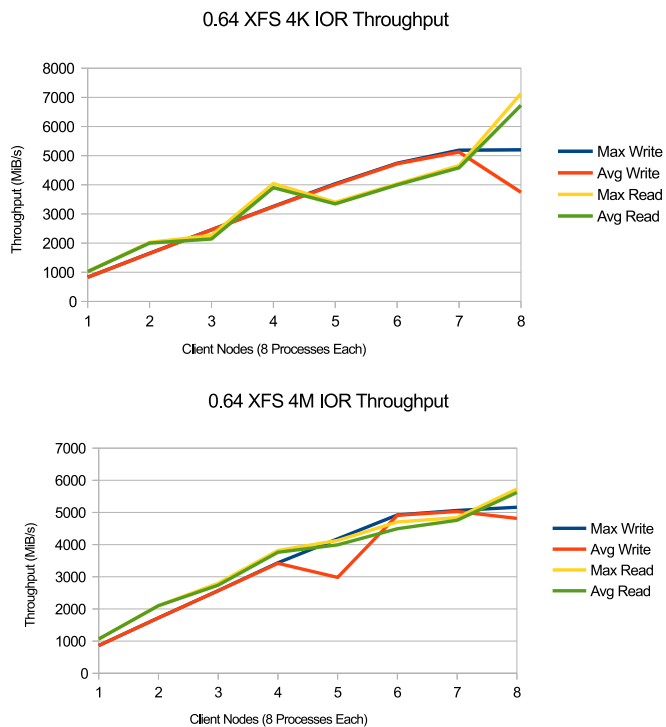 0.64 XFS 4K IOR Throughput
8000
7000
6000
5000
4000
3000
2000
1000
0
Throughput (MiB/s)
1 2 3 4 5 6 7 8
Client Nodes (8 Processes Each)
Max Write
Avg Write
Max Read
Avg Read
0.64 XFS 4M IOR Throughput
7000
6000
5000
4000
3000
2000
1000
0
Throughput (MiB/s)
1 2 3 4 5 6 7 8
Client Nodes (8 Processes Each)
Max Write
Avg Write
Max Read
Avg Read